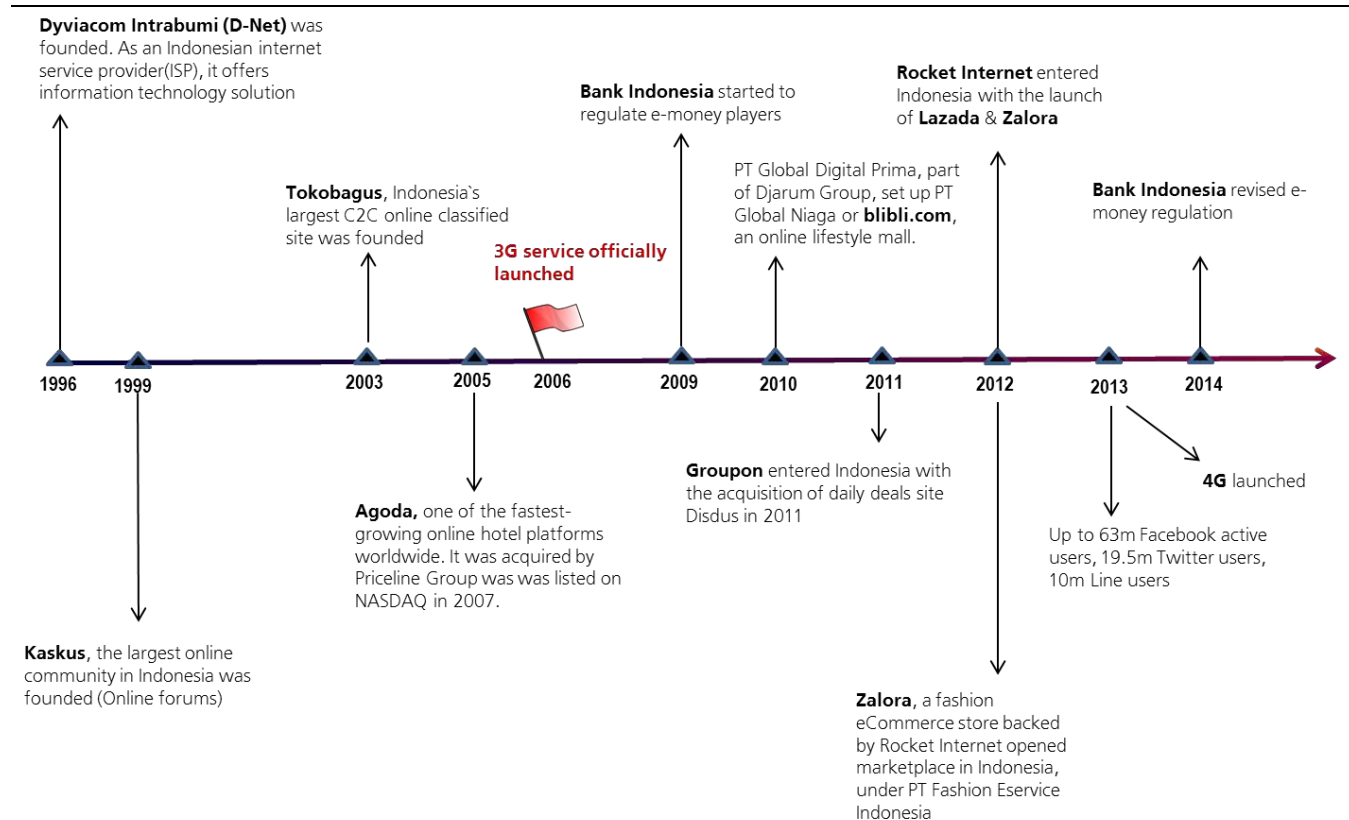 Dyviacom Intrabumi (D-Net) was
founded. As an Indonesian internet
service provider(ISP), it offers
information technology solution
Tokobagus, Indonesia`s
largest C2C online classified
site was founded
3G service officially
launched
Bank Indonesia started to
regulate e-money players
PT Global Digital Prima, part
of Djarum Group, set up PT
Global Niaga or blibli.com,
an online lifestyle mall.
Rocket Internet entered
Indonesia with the launch
of Lazada & Zalora
Bank Indonesia revised e-
money regulation
1996
1999
2003
2005
2006
2009
2010
2011
2012
2013
2014
Kaskus, the largest online
community in Indonesia was
founded (Online forums)
Agoda, one of the fastest-
growing online hotel platforms
worldwide. It was acquired by
Priceline Group was was listed on
NASDAQ in 2007.
Groupon entered Indonesia with
the acquisition of daily deals site
Disdus in 2011
Zalora, a fashion
eCommerce store backed
by Rocket Internet opened
marketplace in Indonesia,
under PT Fashion Eservice
Indonesia
Up to 63m Facebook active
users, 19.5m Twitter users,
10m Line users
4G launched